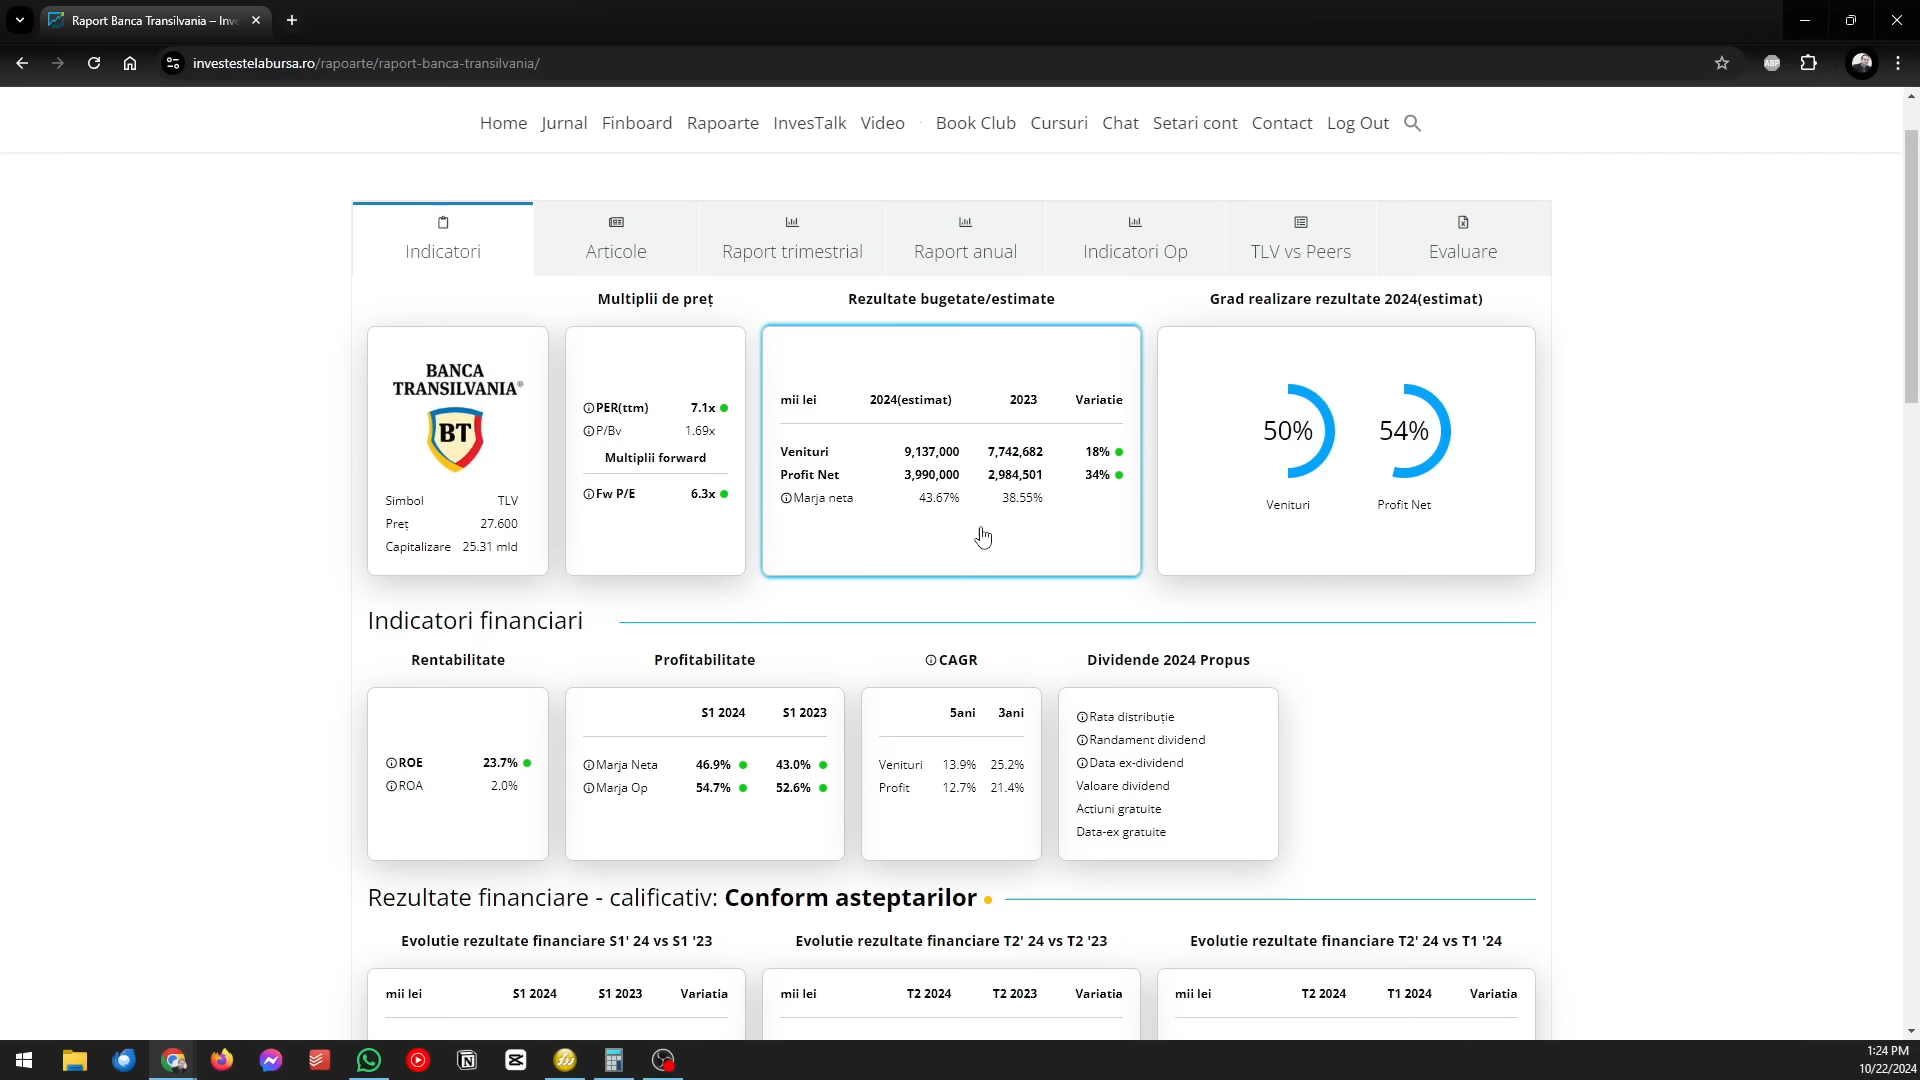 Raport Banca Transilvania – Inv
investestelabursa.ro/rapoarte/raport-banca-transilvania/
ABP
Home Jurnal Finboard Rapoarte InvesTalk Video Book Club Cursuri Chat Setari cont Contact Log Out
Indicatori Articole Raport trimestrial Raport anual Indicatori Op TLV vs Peers Evaluare
Multiplii de preț Rezultate bugetate/estimate Grad realizare rezultate 2024(estimat)
BANCA
TRANSILVANIA®
BT
Simbol TLV
Preț 27.600
Capitalizare 25.31 mld
PER(ttm) 7.1x
P/Bv 1.69x
Multiplii forward
Fw P/E 6.3x
mii lei 2024(estimat) 2023 Variatie
Venituri 9,137,000 7,742,682 18%
Profit Net 3,990,000 2,984,501 34%
Marja neta 43.67% 38.55%
50% 54%
Venituri Profit Net
Indicatori financiari
Rentabilitate Profitabilitate CAGR Dividende 2024 Propus
ROE 23.7%
ROA 2.0%
S1 2024 S1 2023
Marja Neta 46.9% 43.0%
Marja Op 54.7% 52.6%
5ani 3ani
Venituri 13.9% 25.2%
Profit 12.7% 21.4%
Rata distribuție
Randament dividend
Data ex-dividend
Valoare dividend
Acțiuni gratuite
Data-ex gratuite
Rezultate financiare - calificativ: Conform asteptarilor
Evolutie rezultate financiare S1' 24 vs S1 '23 Evolutie rezultate financiare T2' 24 vs T2 '23 Evolutie rezultate financiare T2' 24 vs T1 '24
mii lei S1 2024 S1 2023 Variatia mii lei T2 2024 T2 2023 Variatia mii lei T2 2024 T1 2024 Variatia
1:24 PM
10/22/2024